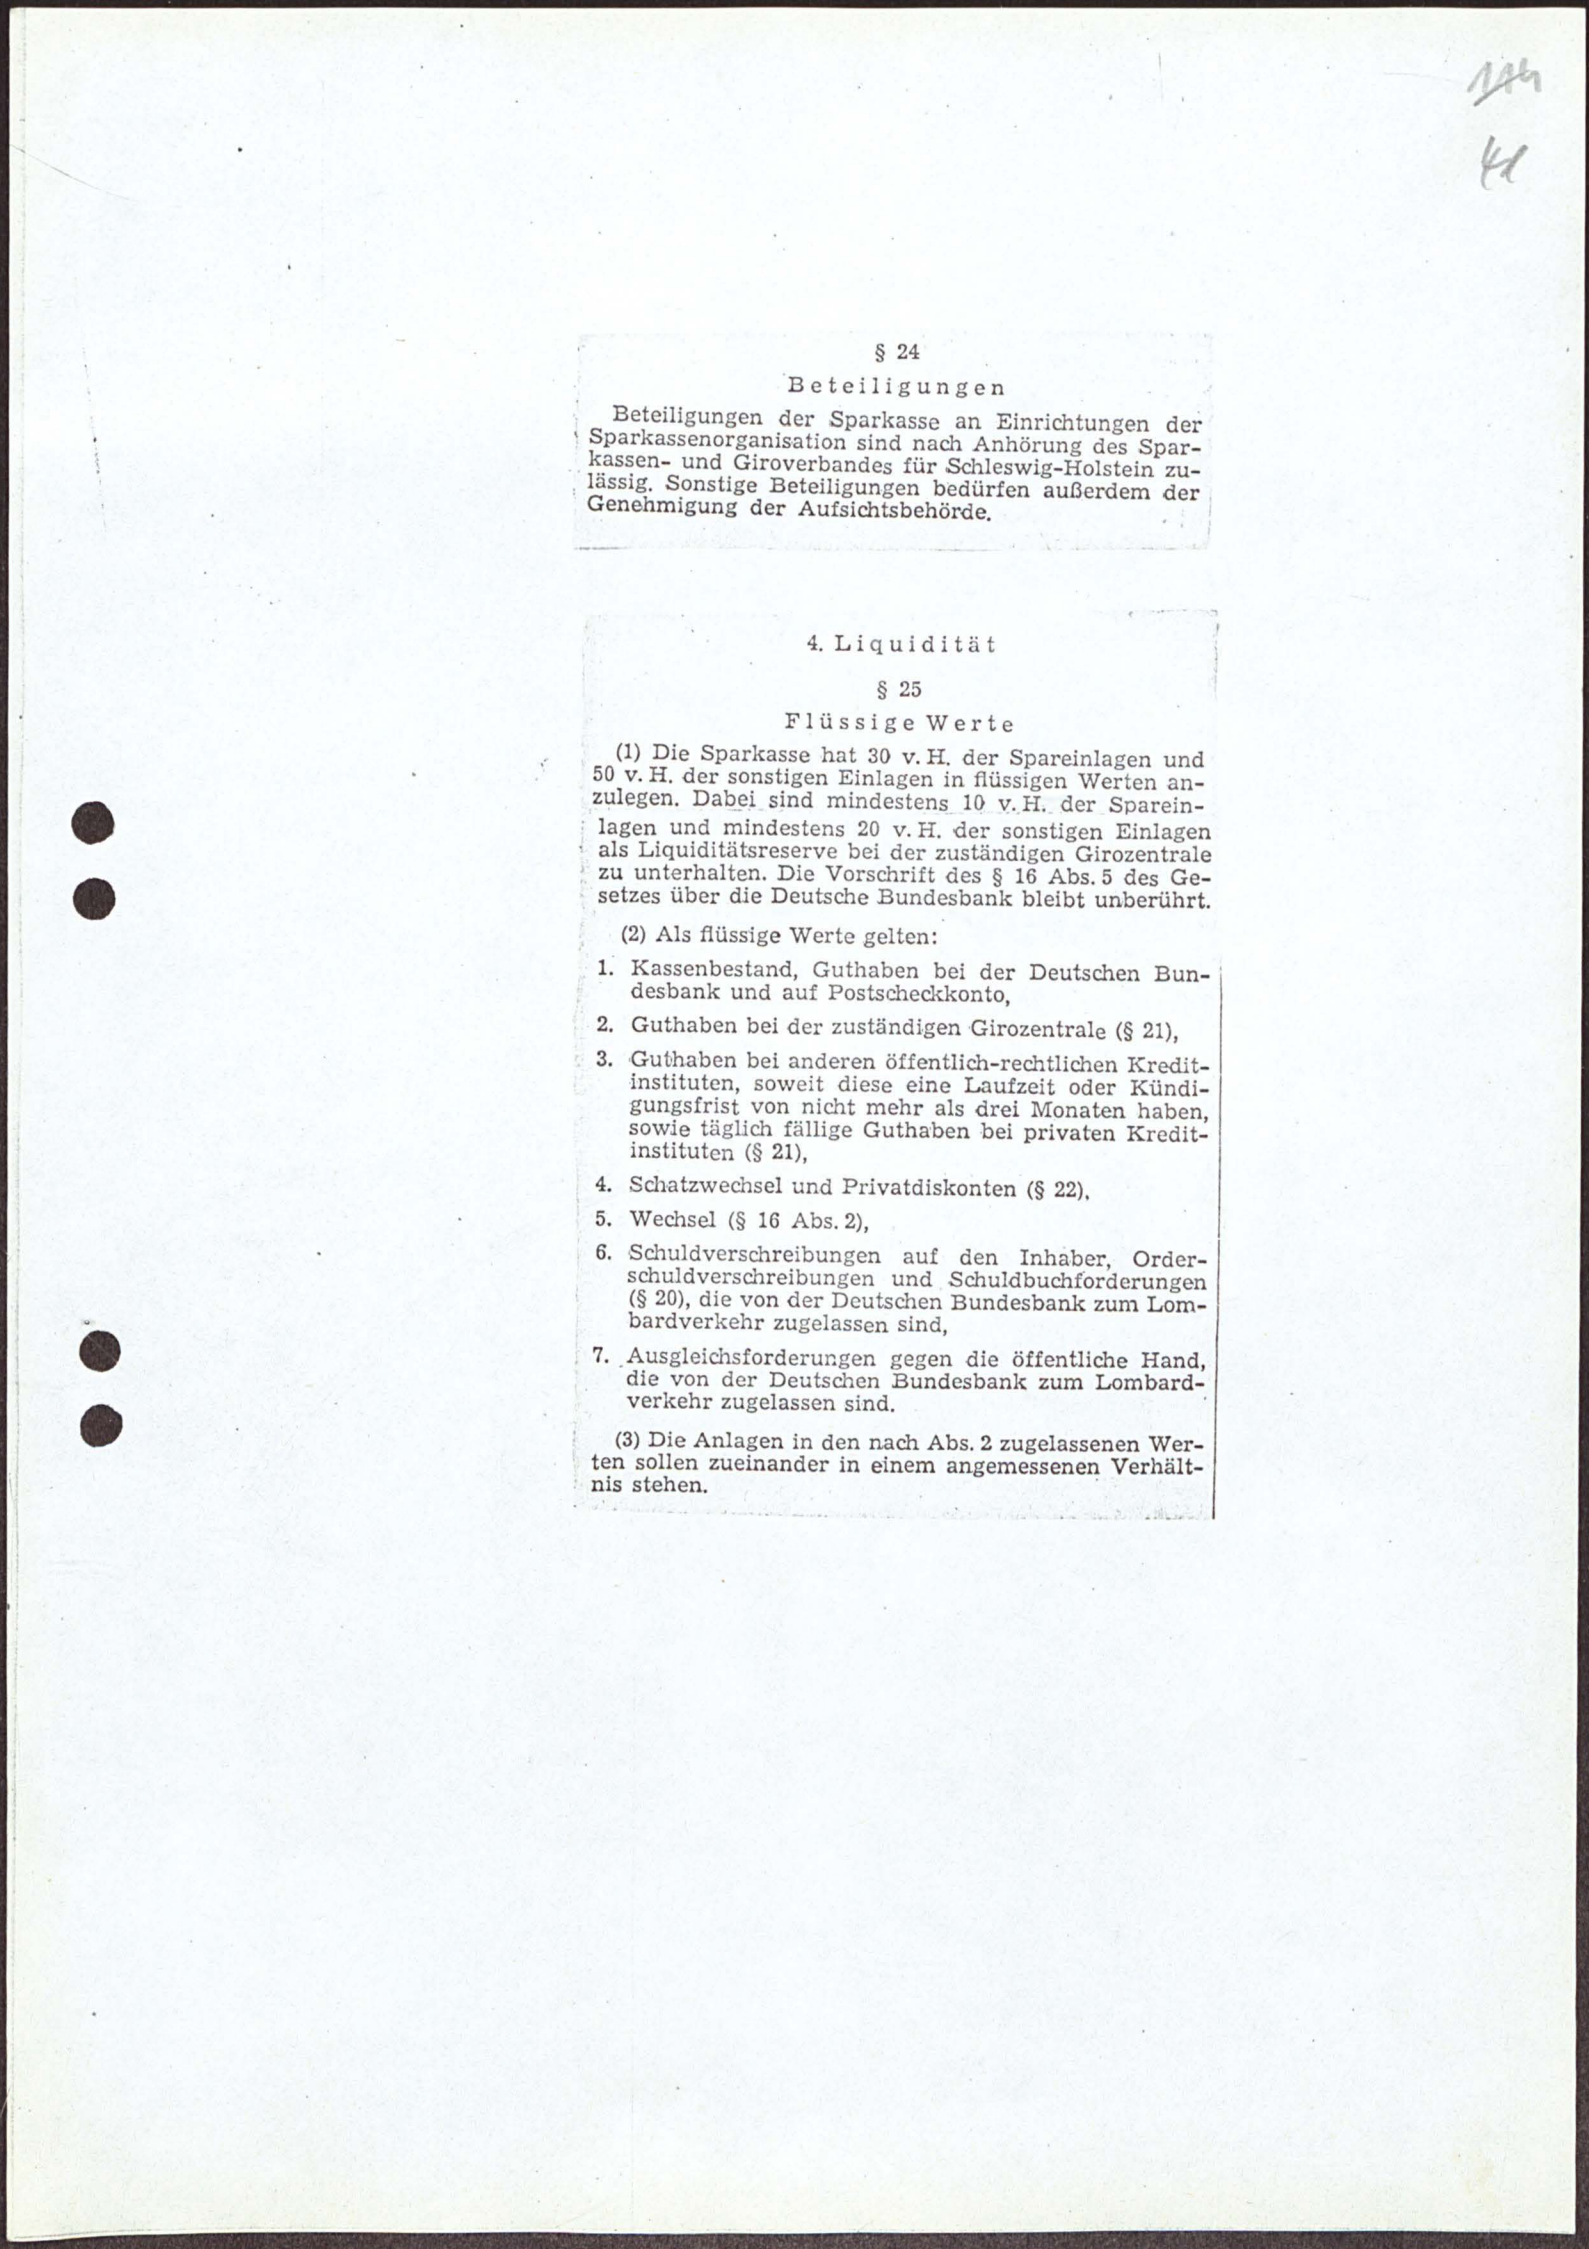 41
§ 24
Beteiligungen
Beteiligungen der Sparkasse an Einrichtungen der
Sparkassenorganisation sind nach Anhörung des Spar-
kassen- und Giroverbandes für Schleswig-Holstein zu-
lässig. Sonstige Beteiligungen bedürfen außerdem der
Genehmigung der Aufsichtsbehörde.
4. Liquidität
§ 25
Flüssige Werte
(1) Die Sparkasse hat 30 v. H. der Spareinlagen und
50 v. H. der sonstigen Einlagen in flüssigen Werten an-
zulegen. Dabei sind mindestens 10 v. H. der Sparein-
lagen und mindestens 20 v. H. der sonstigen Einlagen
als Liquiditätsreserve bei der zuständigen Girozentrale
zu unterhalten. Die Vorschrift des § 16 Abs. 5 des Ge-
setzes über die Deutsche Bundesbank bleibt unberührt.
(2) Als flüssige Werte gelten:
1. Kassenbestand, Guthaben bei der Deutschen Bun-
desbank und auf Postscheckkonto,
2. Guthaben bei der zuständigen Girozentrale (§ 21),
3. Guthaben bei anderen öffentlich-rechtlichen Kredit-
instituten, soweit diese eine Laufzeit oder Kündi-
gungsfrist von nicht mehr als drei Monaten haben,
sowie täglich fällige Guthaben bei privaten Kredit-
instituten (§ 21),
4. Schatzwechsel und Privatdiskonten (§ 22),
5. Wechsel (§ 16 Abs. 2),
6. Schuldverschreibungen auf den Inhaber, Order-
schuldverschreibungen und Schuldbuchforderungen
(§ 20), die von der Deutschen Bundesbank zum Lom-
bardverkehr zugelassen sind,
7. Ausgleichsforderungen gegen die öffentliche Hand,
die von der Deutschen Bundesbank zum Lombard-
verkehr zugelassen sind.
(3) Die Anlagen in den nach Abs. 2 zugelassenen Wer-
ten sollen zueinander in einem angemessenen Verhält-
nis stehen.